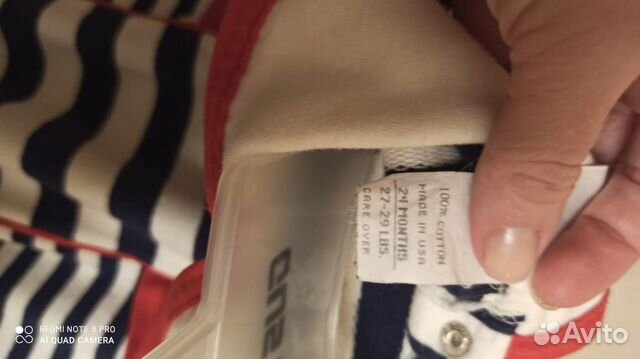 100% COTTON
MADE IN USA
24 MONTHS
27-29 LBS.
CARE OVER
REDMI NOTE 8 PRO
AI QUAD CAMERA
Avito